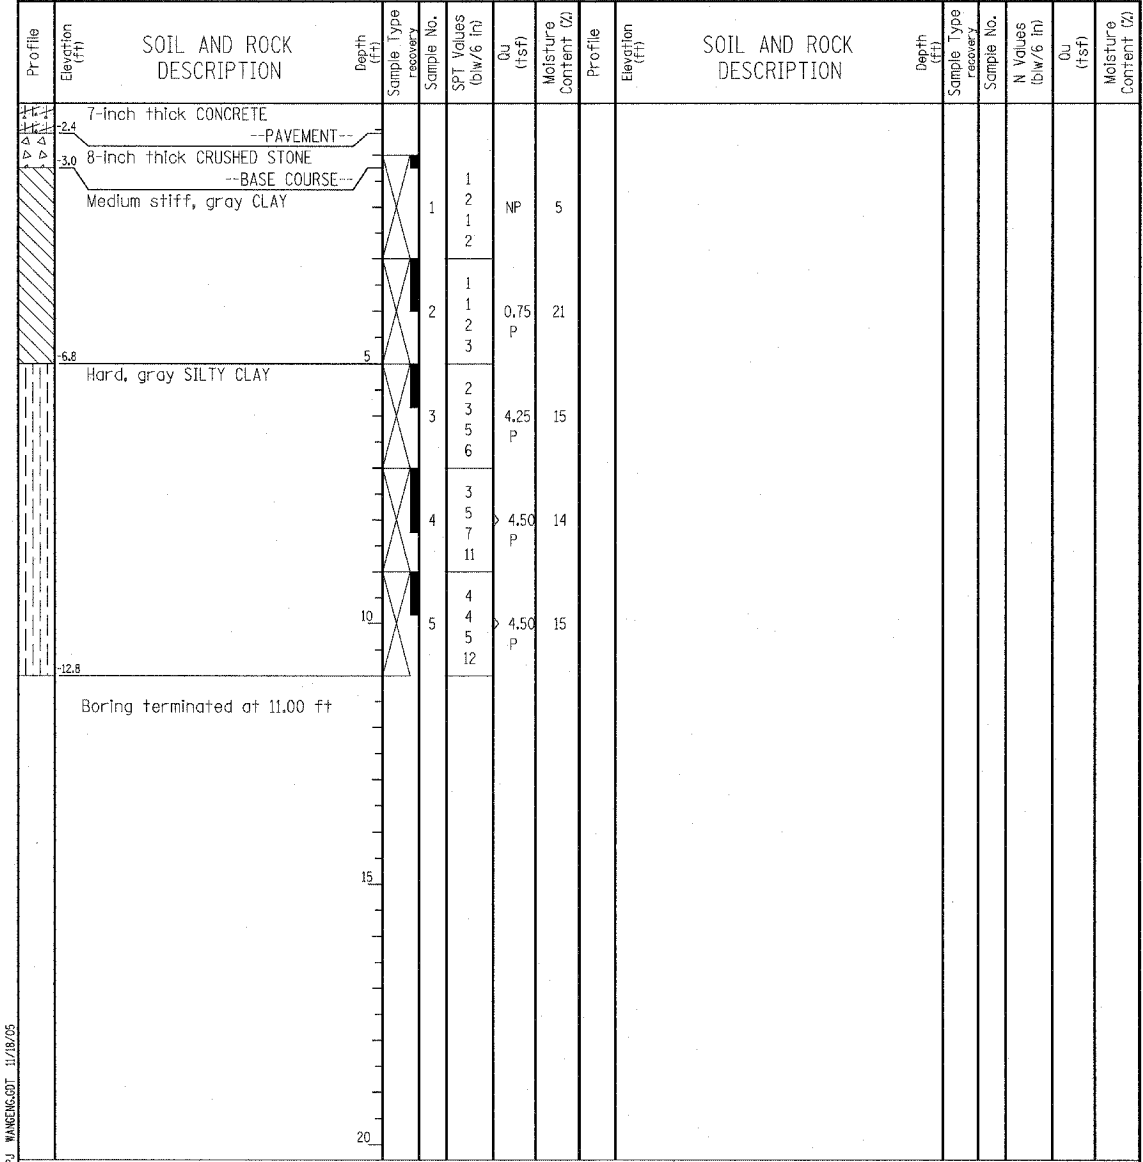 Profile
Elevation (ft)
SOIL AND ROCK
DESCRIPTION
Depth (ft)
Sample Type
recovery
Sample No.
SPT Values
(blw/6 in)
Qu
(tsf)
Moisture
Content (%)
Profile
Elevation
(ft)
SOIL AND ROCK
DESCRIPTION
Depth
(ft)
Sample Type
recovery
Sample No.
N Values
(blw/6 in)
Qu
(tsf)
Moisture
Content (%)
7-inch thick CONCRETE
-2.4
--PAVEMENT--
-3.0 8-inch thick CRUSHED STONE
--BASE COURSE--
Medium stiff, gray CLAY
1
2
1
2
1
NP
5
1
1
2
3
2
0.75
P
21
-6.8
5
Hard, gray SILTY CLAY
2
3
5
6
3
4.25
P
15
3
5
7
11
4
> 4.50
P
14
4
4
5
12
10
5
> 4.50
P
15
-12.8
Boring terminated at 11.00 ft
15
20
PJ WANGENG.GDT 11/18/05